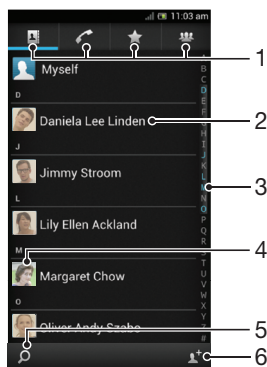 11:03 am
1
Myself
D
Daniela Lee Linden
2
J
Jimmy Stroom
3
L
Lily Ellen Ackland
M
4
Margaret Chow
O
Oliver Andy Szabo
5
6
A
B
C
D
E
F
G
H
I
J
K
L
M
N
O
P
Q
R
S
T
U
V
W
X
Y
Z
#